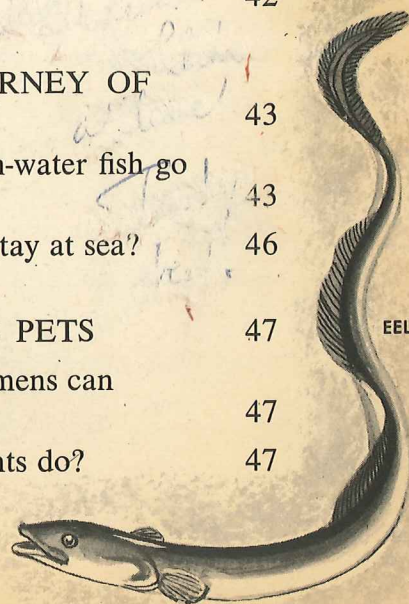 42
RNEY OF
43
n-water fish go
43
tay at sea? 46
PETS 47
EEL
mens can
47
nts do? 47